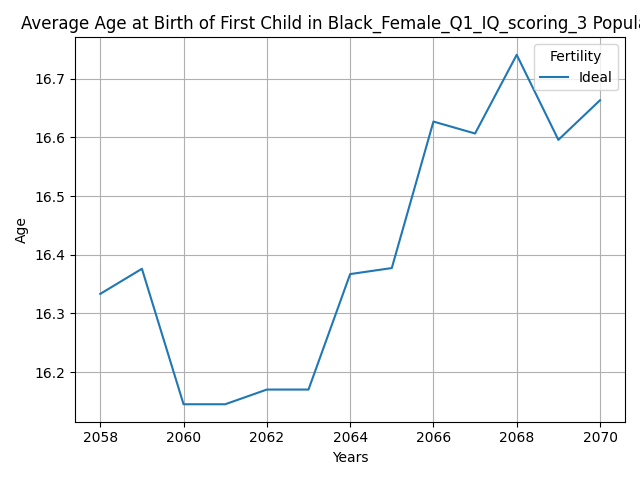 Average Age at Birth of First Child in Black_Female_Q1_IQ_scoring_3 Popula
Fertility
Ideal
16.7
16.6
16.5
16.4
16.3
16.2
Age
2058 2060 2062 2064 2066 2068 2070
Years